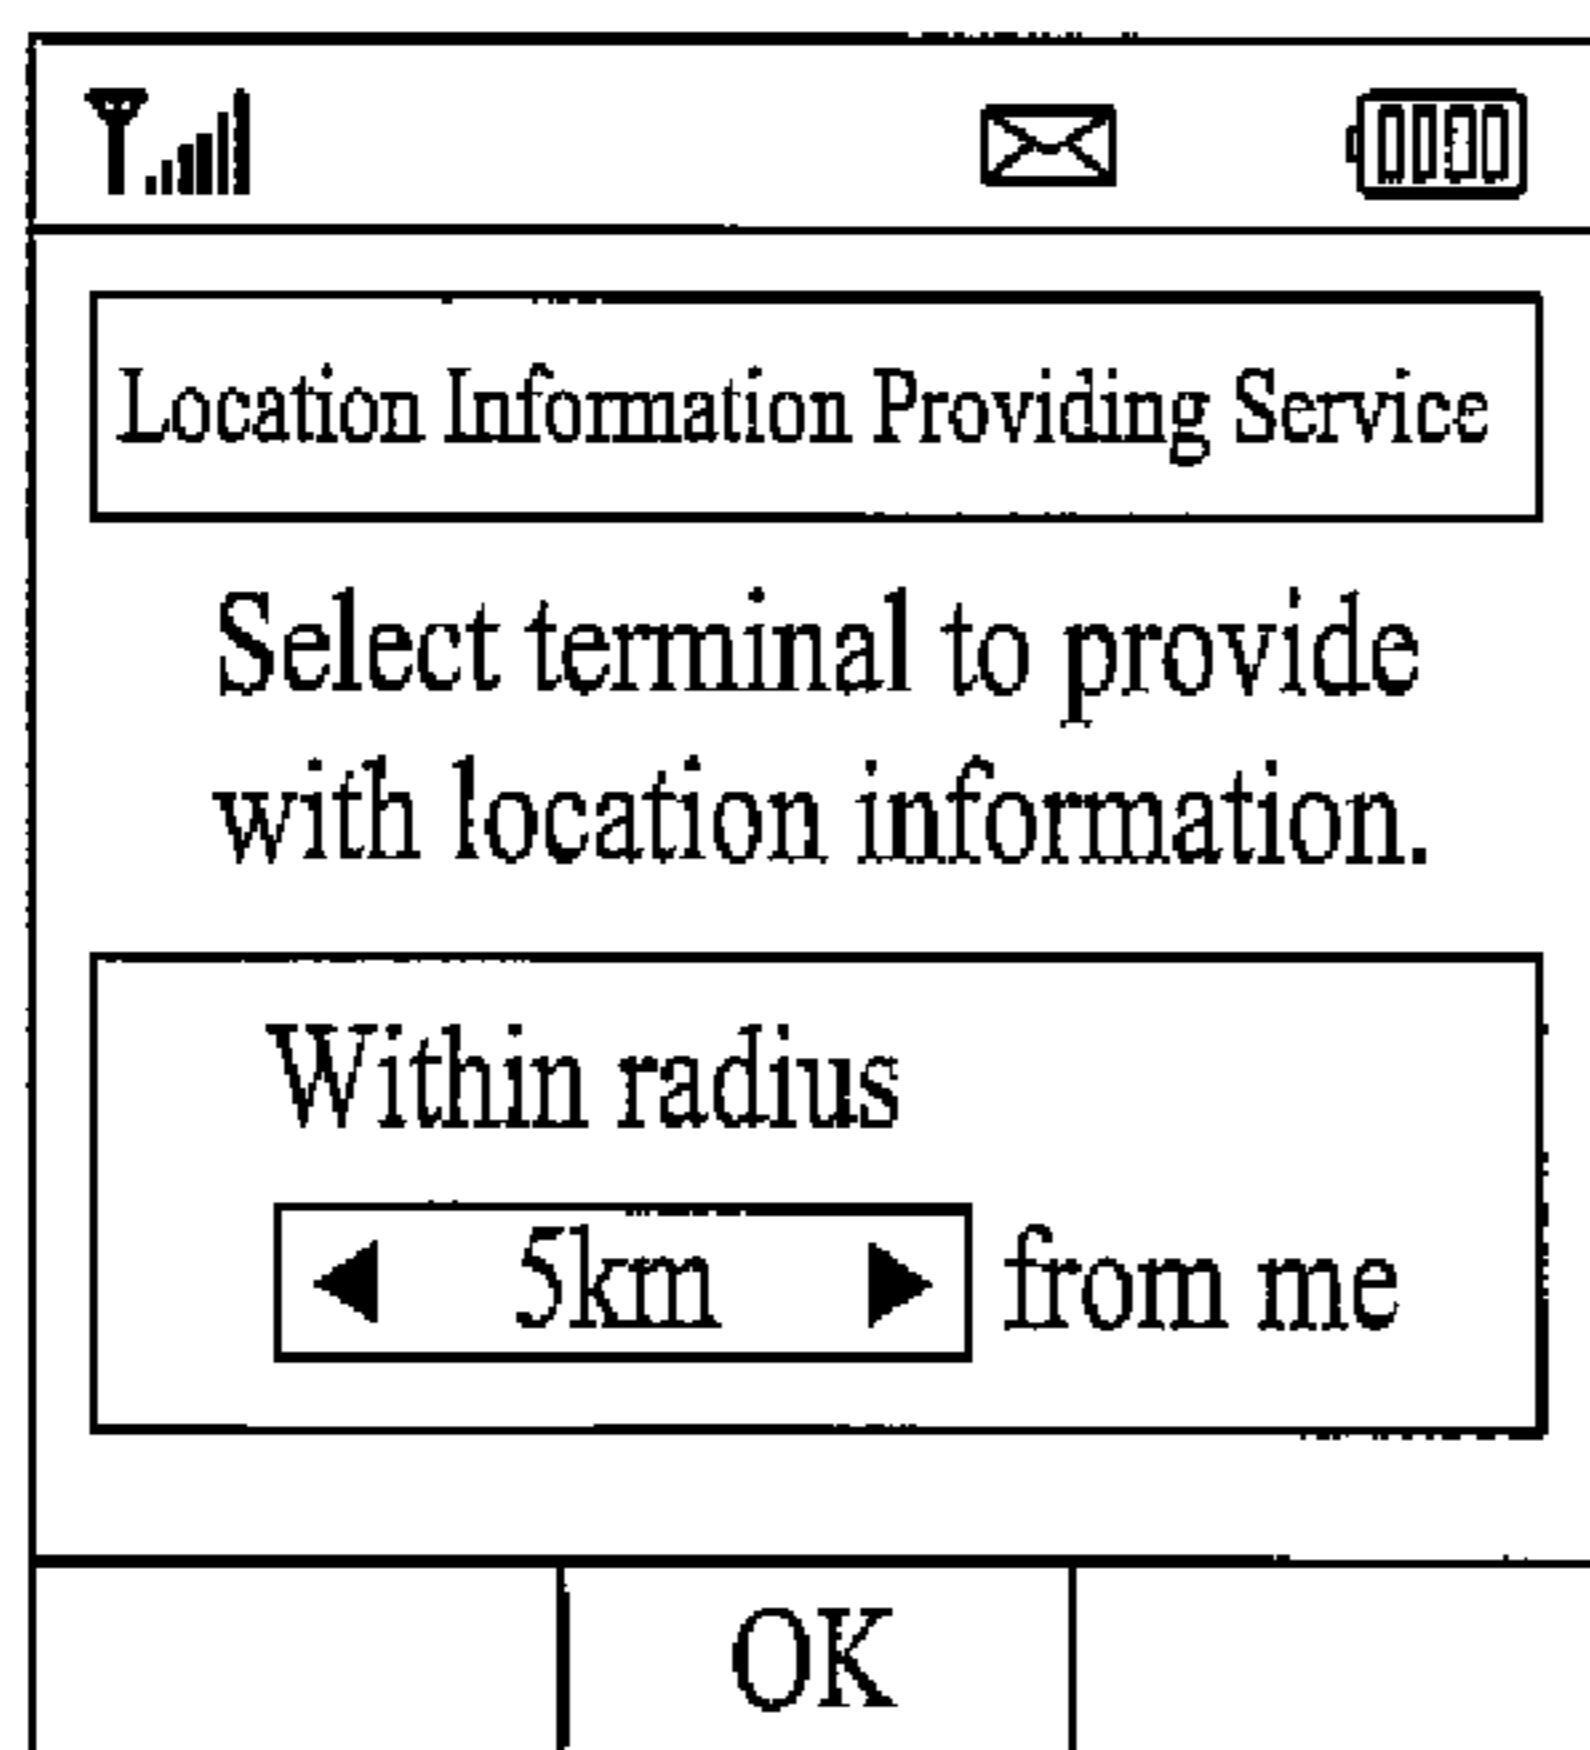 Location Information Providing Service
Select terminal to provide
with location information.
Within radius
5km from me
OK